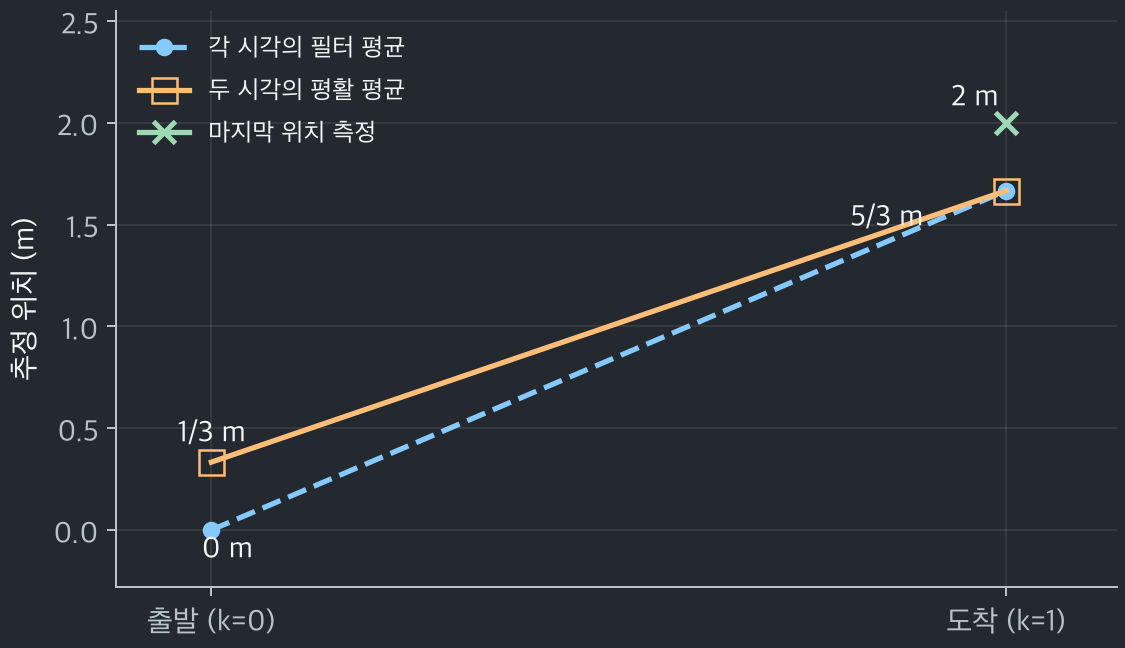 각 시각의 필터 평균
두 시각의 평활 평균
마지막 위치 측정
추정 위치 (m)
2.5
2.0
1.5
1.0
0.5
0.0
2 m
5/3 m
1/3 m
0 m
출발 (k=0)
도착 (k=1)